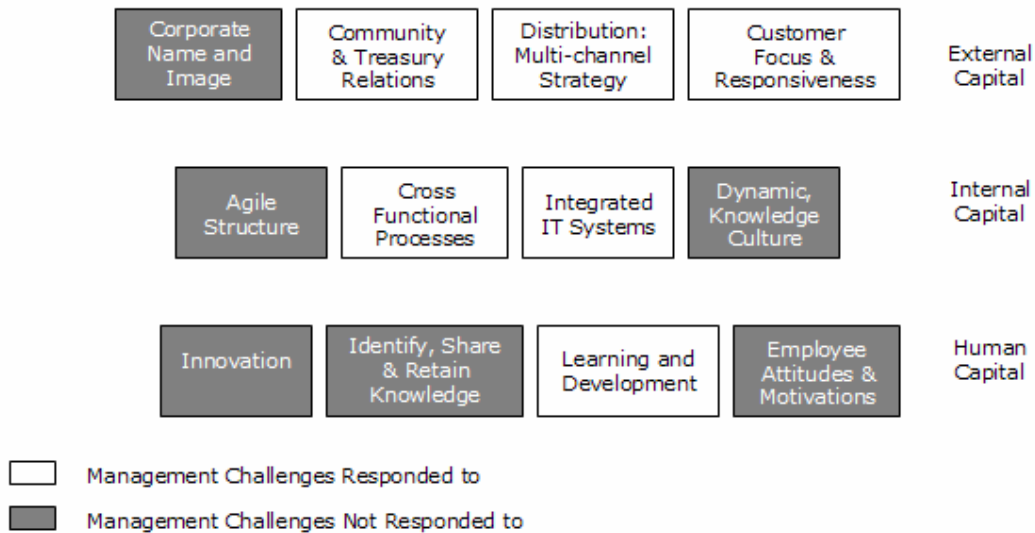 Corporate
Name and
Image
Community
& Treasury
Relations
Distribution:
Multi-channel
Strategy
Customer
Focus &
Responsiveness
External
Capital
Agile
Structure
Cross
Functional
Processes
Integrated
IT Systems
Dynamic,
Knowledge
Culture
Internal
Capital
Innovation
Identify, Share
& Retain
Knowledge
Learning and
Development
Employee
Attitudes &
Motivations
Human
Capital
Management Challenges Responded to
Management Challenges Not Responded to